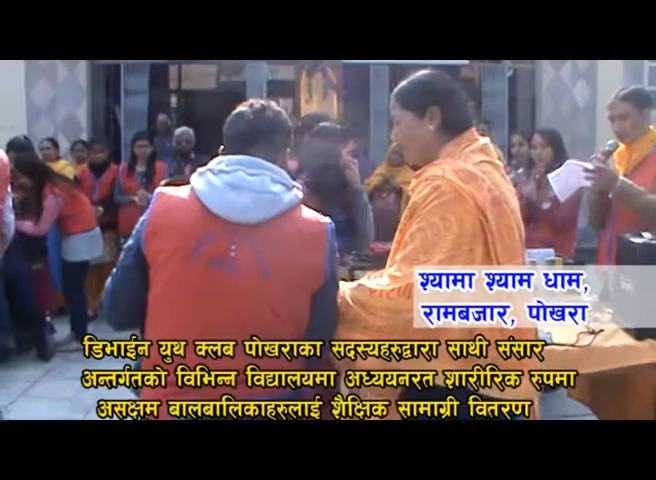 श्यामा श्याम धाम,
रामबजार, पोखरा
डिभाईन युथ क्लब पोखराका सदस्यहरुद्वारा साथी संसार
अन्तर्गतको विभिन्न विद्यालयमा अध्ययनरत शारीरिक रुपमा
असक्षम बालबालिकाहरुलाई शैक्षिक सामाग्री वितरण